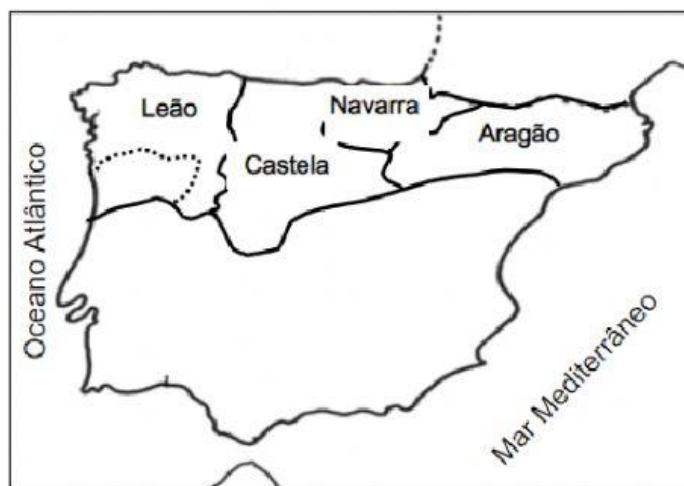 Leão
Navarra
Aragão
Castela
Oceano Atlântico
Mar Mediterrâneo